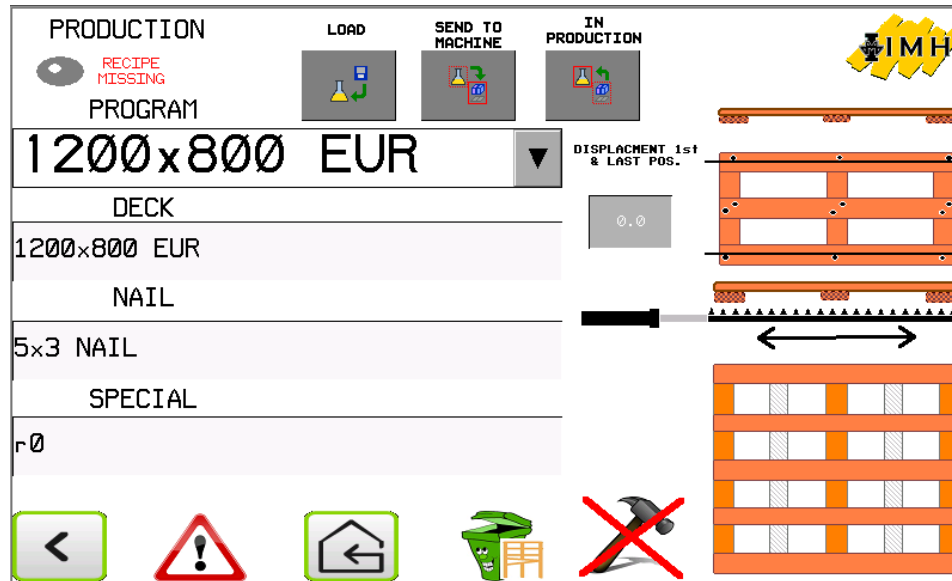 PRODUCTION
RECIPE
MISSING
PROGRAM
LOAD
SEND TO
MACHINE
IN
PRODUCTION
IMH
1200x800 EUR
DISPLACMENT 1st
& LAST POS.
0.0
DECK
1200x800 EUR
NAIL
5x3 NAIL
SPECIAL
r0